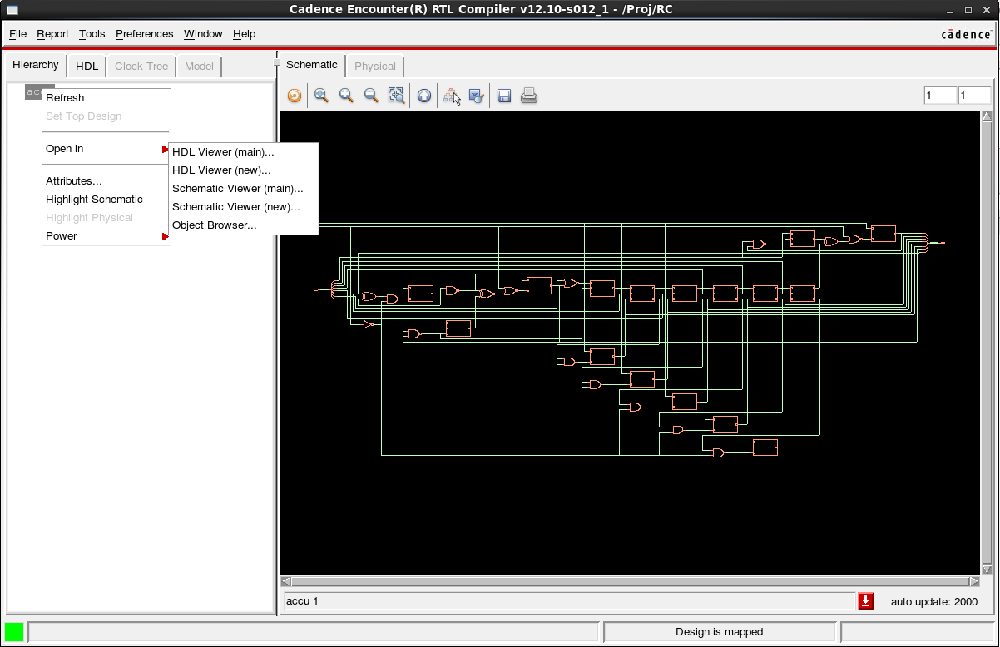 Cadence Encounter(R) RTL Compiler v12.10-s012_1 - /Proj/RC
File Report Tools Preferences Window Help
cādence
Hierarchy HDL Clock Tree Model
Schematic Physical
1 1
Refresh
Set Top Design
Open in
HDL Viewer (main)...
HDL Viewer (new)...
Schematic Viewer (main)...
Schematic Viewer (new)...
Object Browser...
Attributes...
Highlight Schematic
Highlight Physical
Power
accu 1
auto update: 2000
Design is mapped